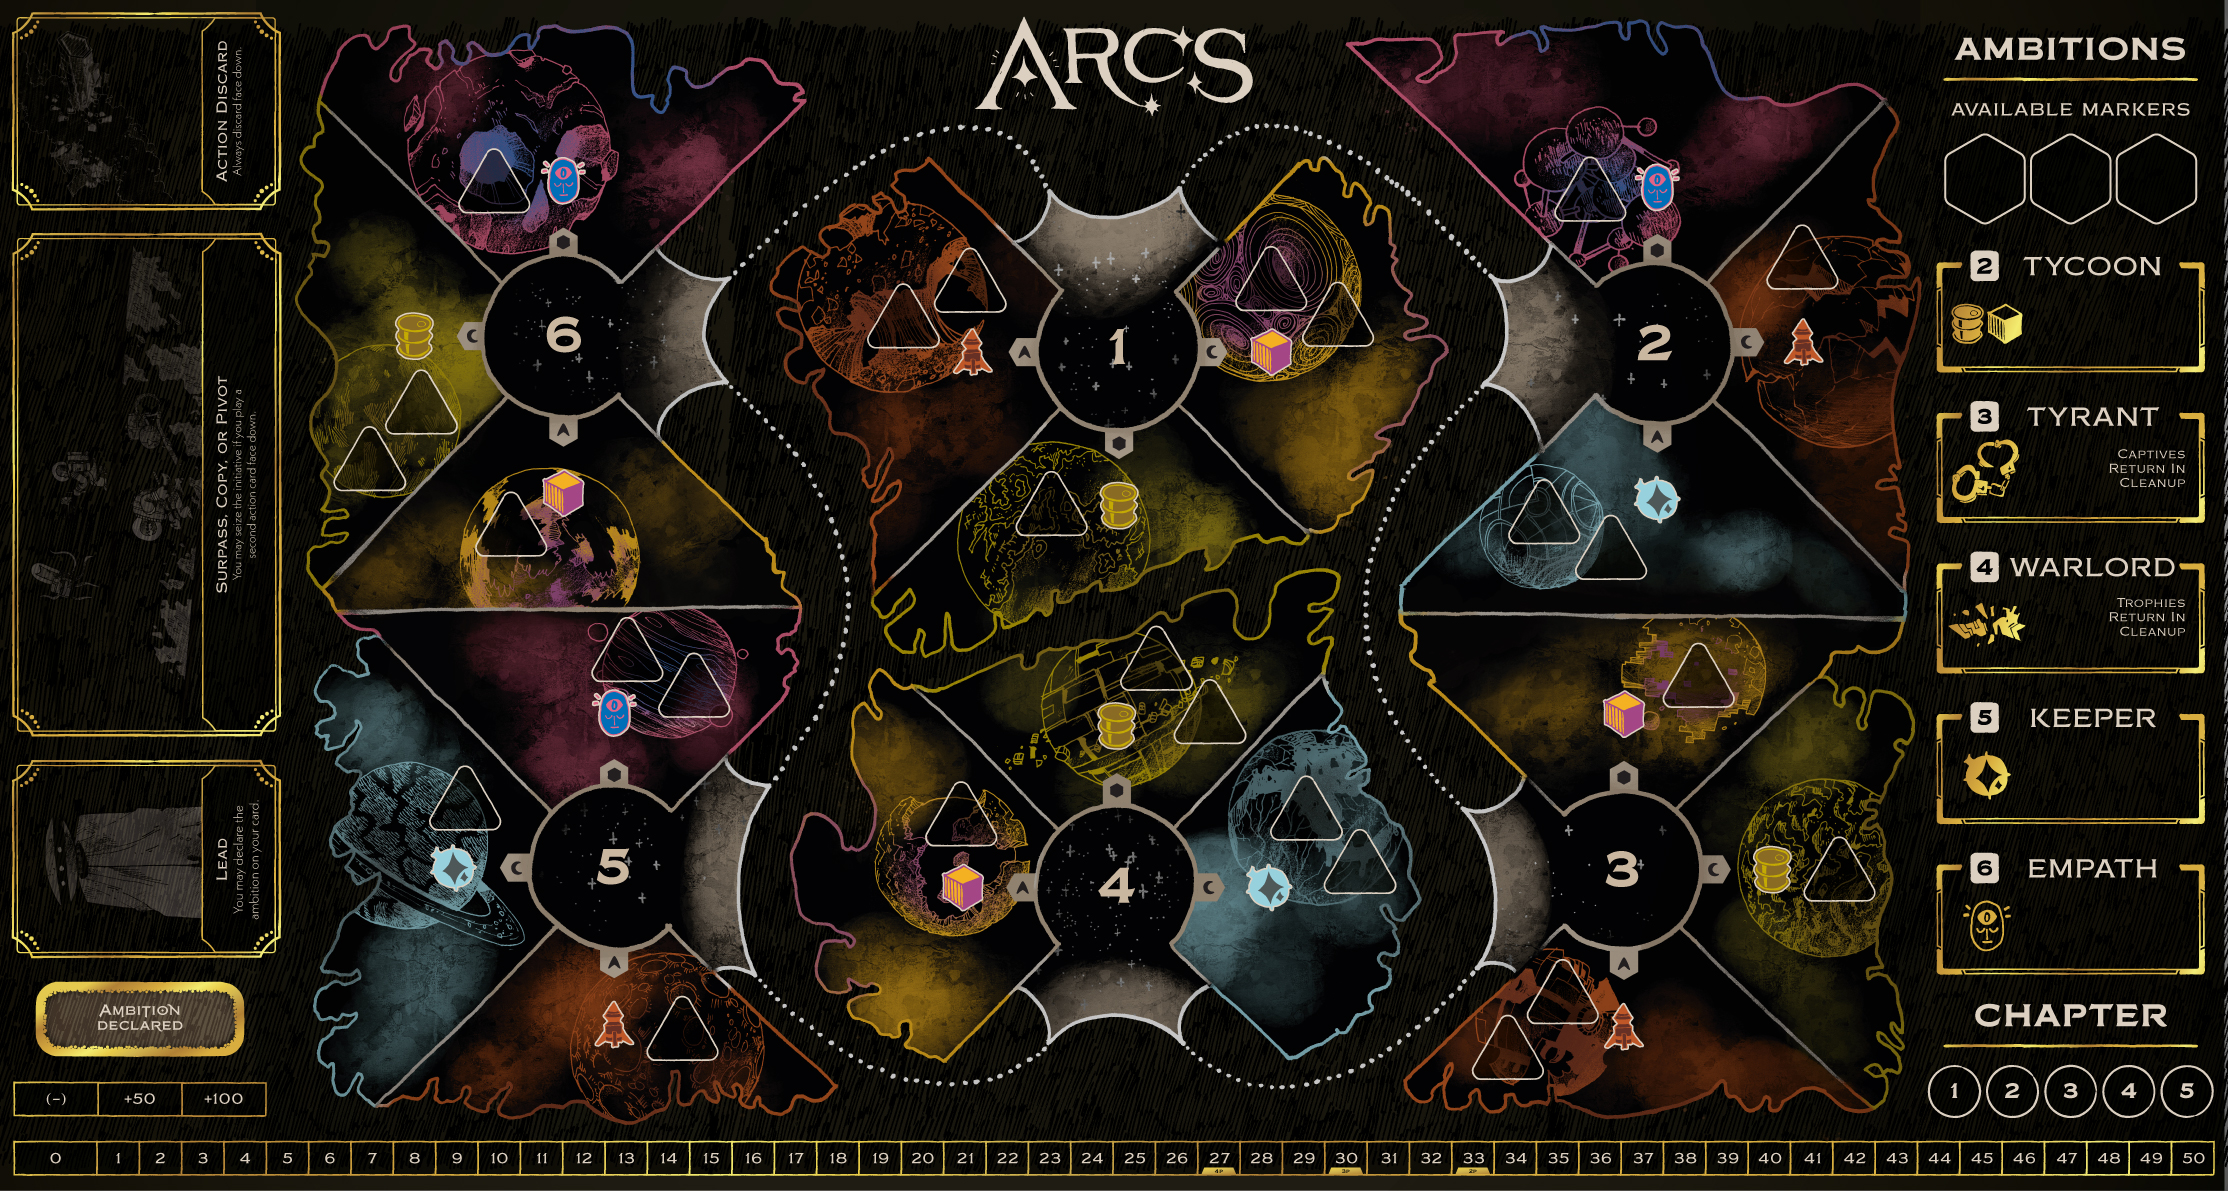 ARCS
ACTION DISCARD
Always discard face down.
SURPASS, COPY, OR PIVOT
You may seize the initiative if you play a
second action card face down.
LEAD
You may declare the
ambition on your card.
AMBITION
DECLARED
(-) +50 +100
6
C
A
1
A
C
2
C
A
5
C
A
4
A
C
3
C
A
AMBITIONS
AVAILABLE MARKERS
2 TYCOON
3 TYRANT
CAPTIVES
RETURN IN
CLEANUP
4 WARLORD
TROPHIES
RETURN IN
CLEANUP
5 KEEPER
6 EMPATH
CHAPTER
1 2 3 4 5
0 1 2 3 4 5 6 7 8 9 10 11 12 13 14 15 16 17 18 19 20 21 22 23 24 25 26 27 28 29 30 31 32 33 34 35 36 37 38 39 40 41 42 43 44 45 46 47 48 49 50
4P 3P 2P